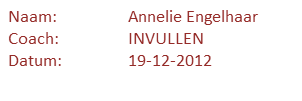 Naam: Annelie Engelhaar
Coach: INVULLEN
Datum: 19-12-2012